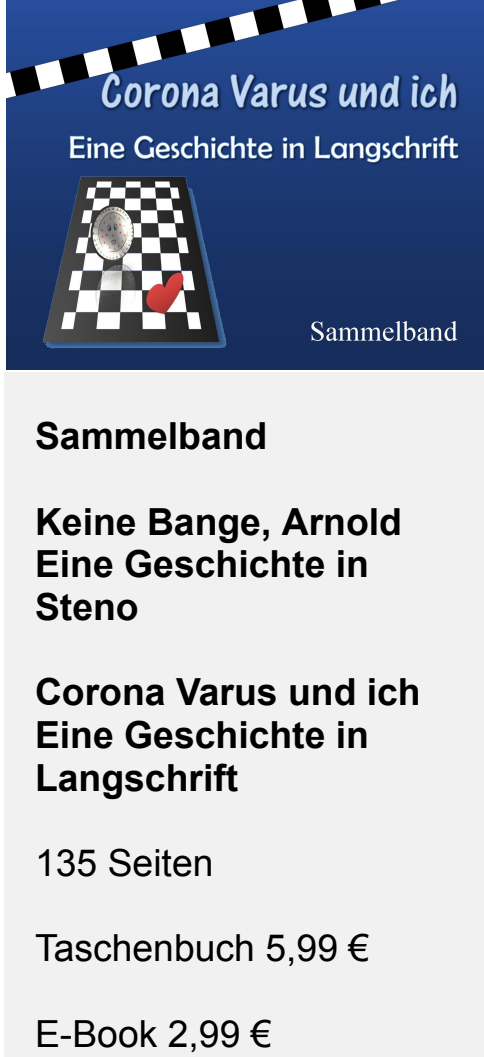 Corona Varus und ich
Eine Geschichte in Langschrift
Sammelband
Sammelband
Keine Bange, Arnold
Eine Geschichte in
Steno
Corona Varus und ich
Eine Geschichte in
Langschrift
135 Seiten
Taschenbuch 5,99 €
E-Book 2,99 €